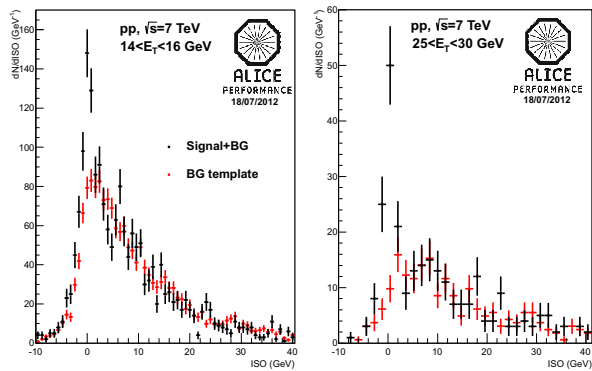 dN/dISO (GeV⁻¹)
160
140
120
100
80
60
40
20
0
pp, √s=7 TeV
14<E_T<16 GeV
ALICE
PERFORMANCE
18/07/2012
Signal+BG
BG template
-10 0 10 20 30 40
ISO (GeV)
dN/dISO (GeV⁻¹)
60
50
40
30
20
10
0
pp, √s=7 TeV
25<E_T<30 GeV
ALICE
PERFORMANCE
18/07/2012
-10 0 10 20 30 40
ISO (GeV)